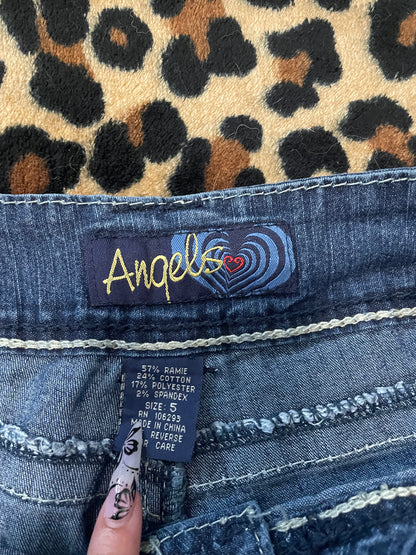 Angels
57% RAMIE
24% COTTON
17% POLYESTER
2% SPANDEX
SIZE: 5
RN 106293
MADE IN CHINA
REVERSE
CARE